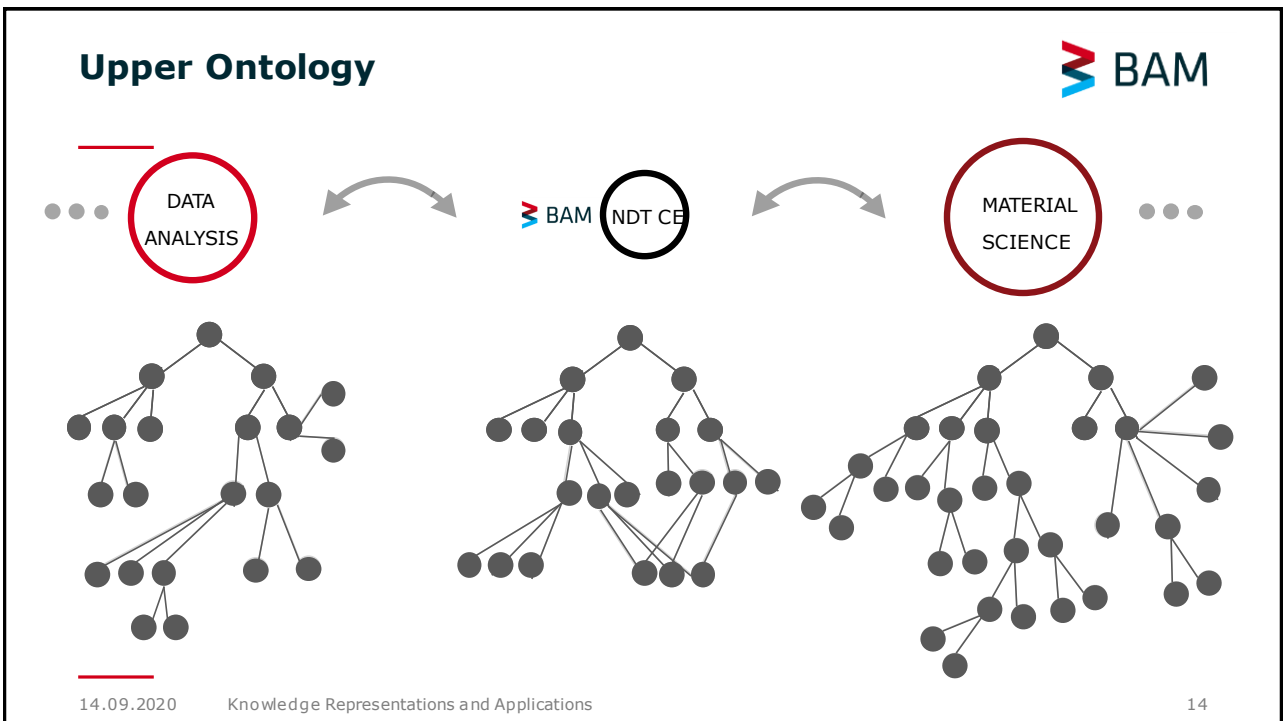 Upper Ontology
BAM
DATA
ANALYSIS
BAM
NDT CE
MATERIAL
SCIENCE
14.09.2020
Knowledge Representations and Applications
14